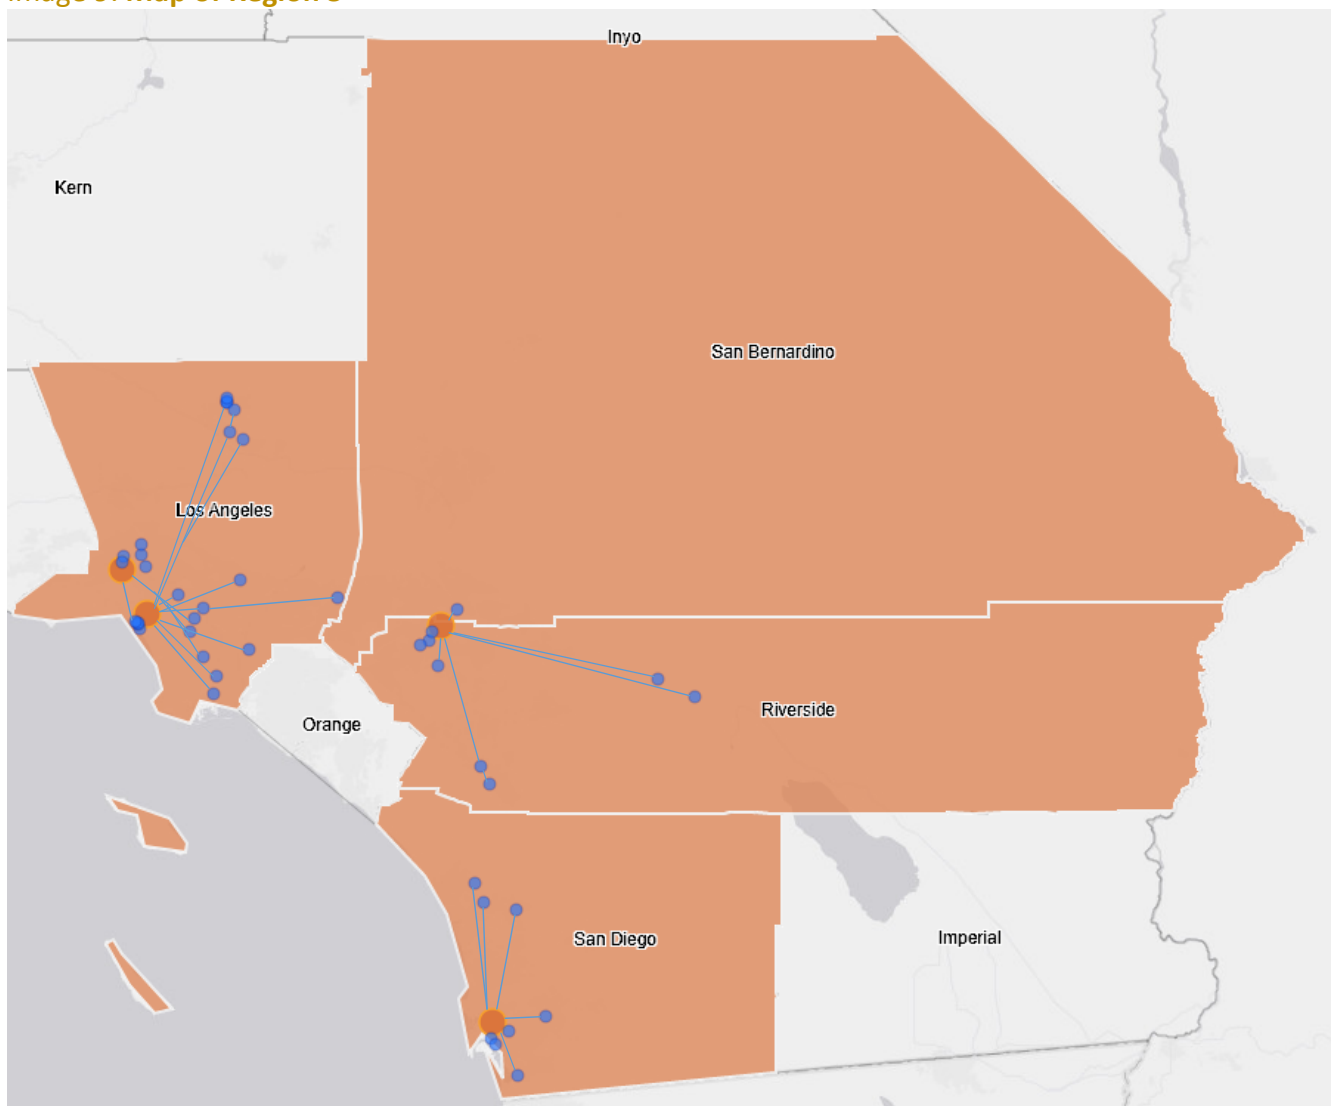 Inyo
Kern
San Bernardino
Los Angeles
Riverside
Orange
San Diego
Imperial